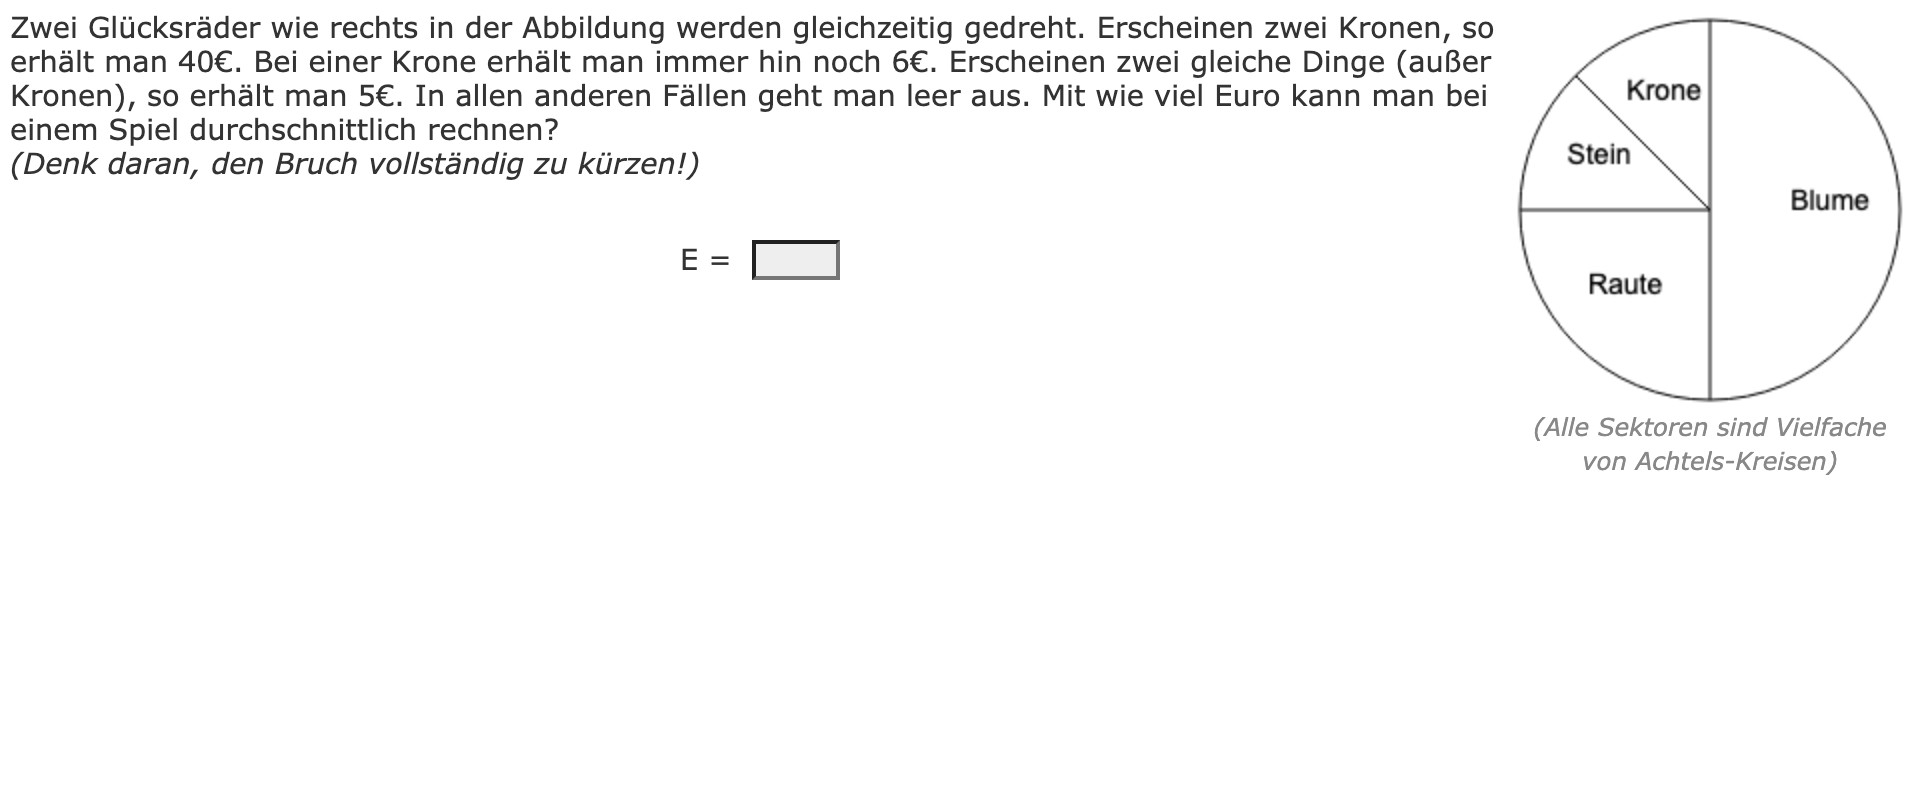 Zwei Glücksräder wie rechts in der Abbildung werden gleichzeitig gedreht. Erscheinen zwei Kronen, so
erhält man 40€. Bei einer Krone erhält man immer hin noch 6€. Erscheinen zwei gleiche Dinge (außer
Kronen), so erhält man 5€. In allen anderen Fällen geht man leer aus. Mit wie viel Euro kann man bei
einem Spiel durchschnittlich rechnen?
(Denk daran, den Bruch vollständig zu kürzen!)
E =
Krone
Stein
Blume
Raute
(Alle Sektoren sind Vielfache
von Achtels-Kreisen)